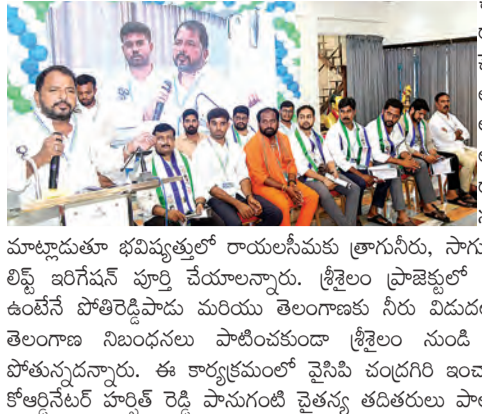 మాట్లాడుతూ భవిష్యత్తులో రాయలసీమకు త్రాగునీరు, సాగు
లిఫ్ట్ ఇరిగేషన్ పూర్తి చేయాలన్నారు. శ్రీశైలం ప్రాజెక్టులో
ఉంటేనే పోతిరెడ్డిపాడు మరియు తెలంగాణకు నీరు విడుదల
తెలంగాణ నిబంధనలు పాటించకుండా శ్రీశైలం నుండి
పోతున్నదన్నారు. ఈ కార్యక్రమంలో వైసిపి చంద్రగిరి ఇంచా
కోఆర్డినేటర్ హర్షిత్ రెడ్డి పానుగంటి చైతన్య తదితరులు పాల